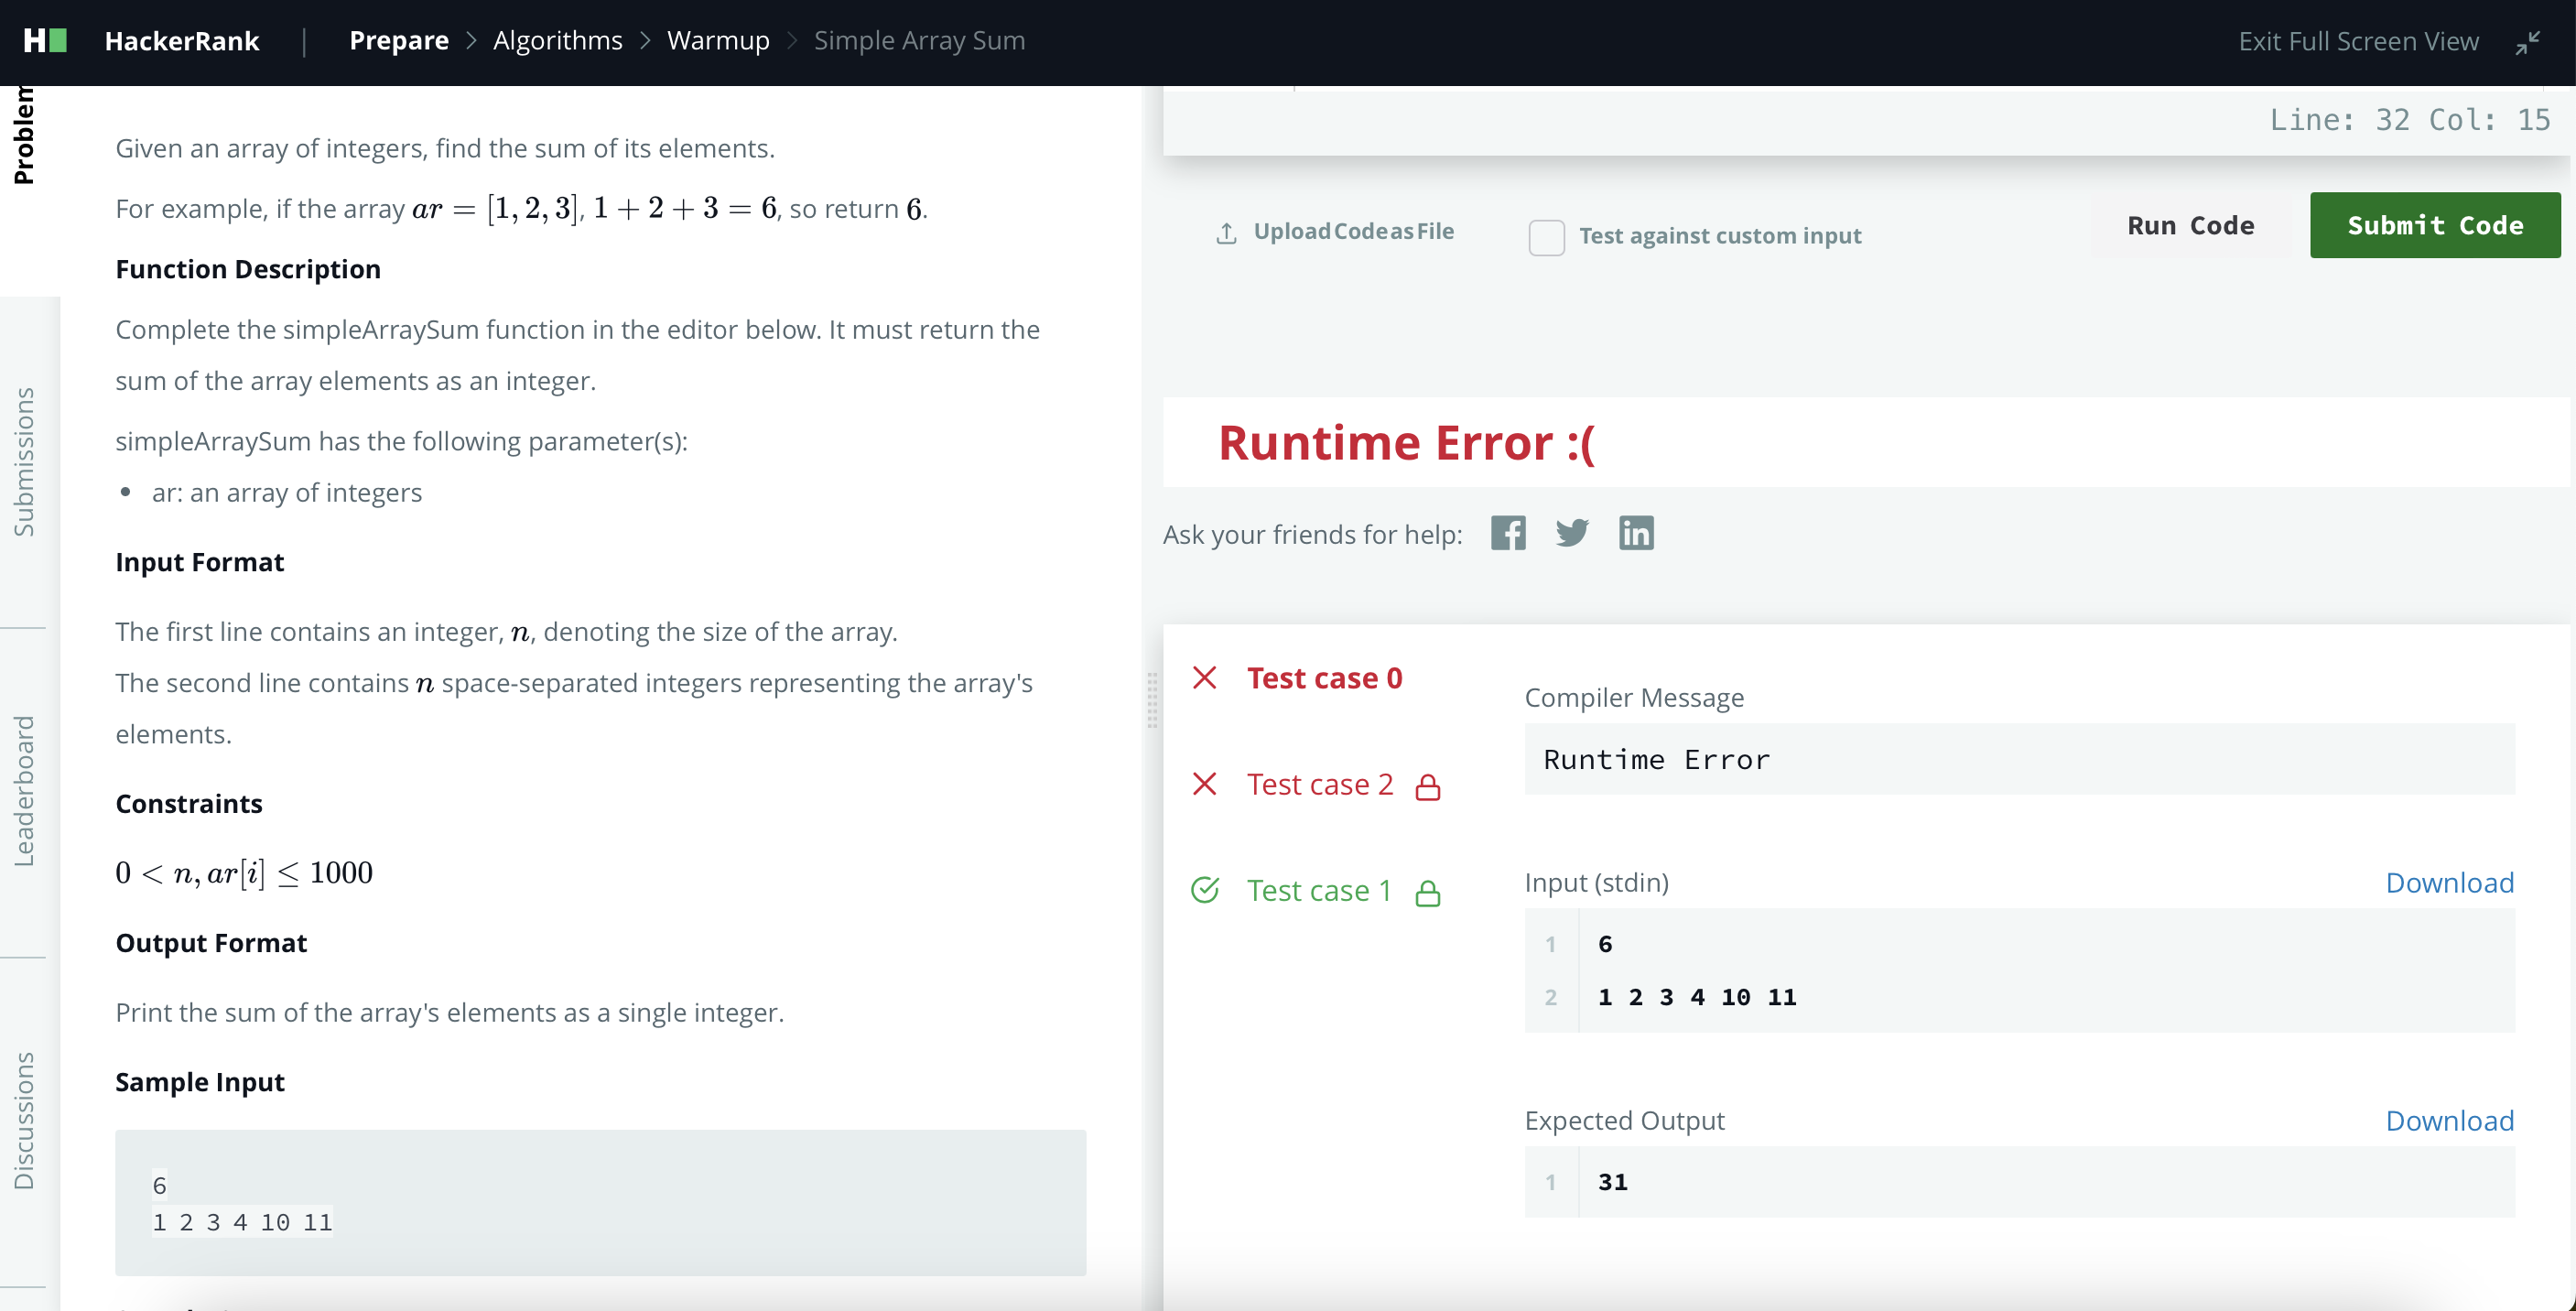 H
HackerRank | Prepare > Algorithms > Warmup > Simple Array Sum
Exit Full Screen View
Problem
Submissions
Leaderboard
Discussions
Given an array of integers, find the sum of its elements.
For example, if the array ar = [1, 2, 3], 1 + 2 + 3 = 6, so return 6.
Function Description
Complete the simpleArraySum function in the editor below. It must return the
sum of the array elements as an integer.
simpleArraySum has the following parameter(s):
• ar: an array of integers
Input Format
The first line contains an integer, n, denoting the size of the array.
The second line contains n space-separated integers representing the array's
elements.
Constraints
0 < n, ar[i] ≤ 1000
Output Format
Print the sum of the array's elements as a single integer.
Sample Input
6
1 2 3 4 10 11
Line: 32 Col: 15
Upload Code as File
Test against custom input
Run Code
Submit Code
Runtime Error :(
Ask your friends for help:
Test case 0
Test case 2
Test case 1
Compiler Message
Runtime Error
Input (stdin)
Download
1 6
2 1 2 3 4 10 11
Expected Output
Download
1 31